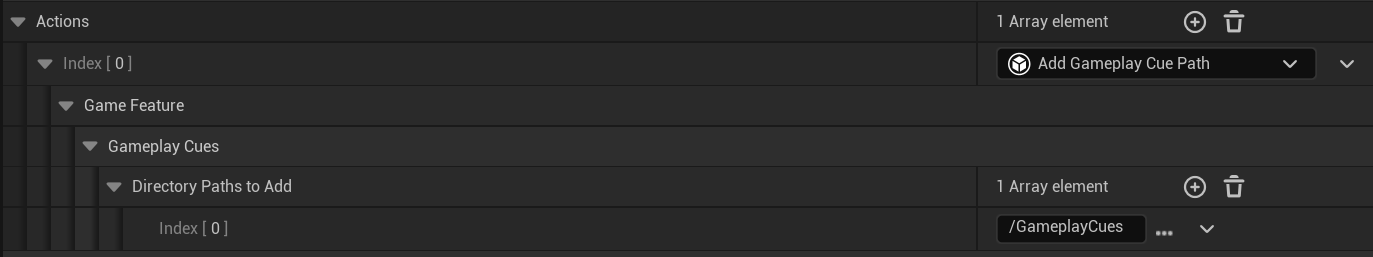 Actions 1 Array element
Index [ 0 ] Add Gameplay Cue Path
Game Feature
Gameplay Cues
Directory Paths to Add 1 Array element
Index [ 0 ] /GameplayCues